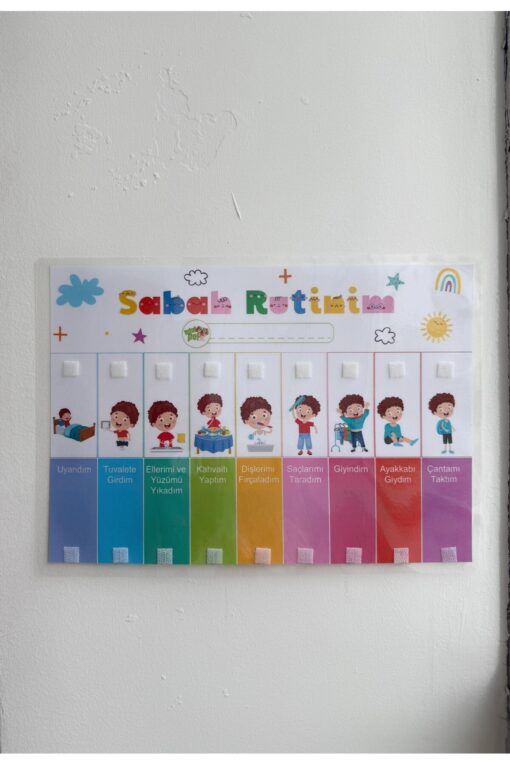 Sabah Rutinim
Uyandım
Tuvalete
Girdim
Ellerimi ve
Yüzümü
Yıkadım
Kahvaltı
Yaptım
Dişlerimi
Fırçaladım
Saçlarımı
Taradım
Giyindim
Ayakkabı
Giydim
Çantamı
Taktım